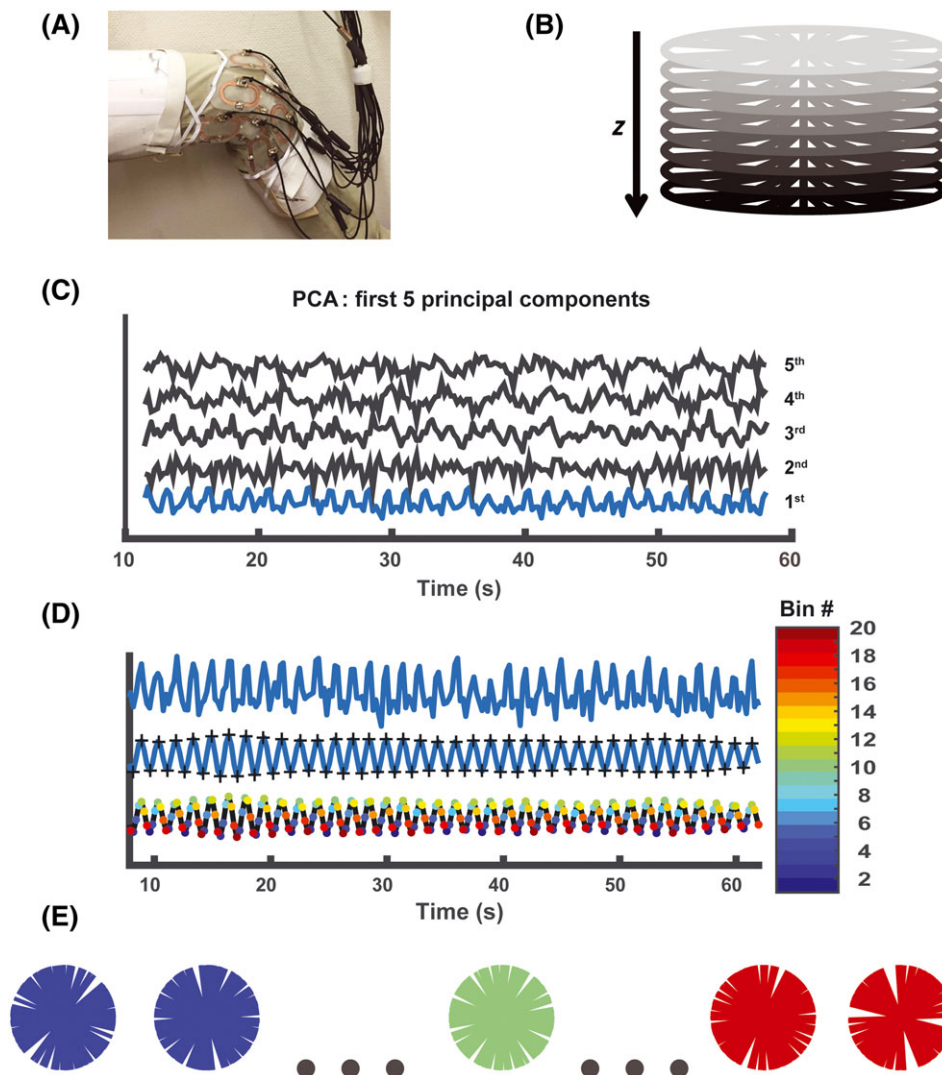 (A)
(B)
z
(C)
PCA : first 5 principal components
5th
4th
3rd
2nd
1st
10 20 30 40 50 60
Time (s)
(D)
Bin #
20
18
16
14
12
10
8
6
4
2
10 20 30 40 50 60
Time (s)
(E)